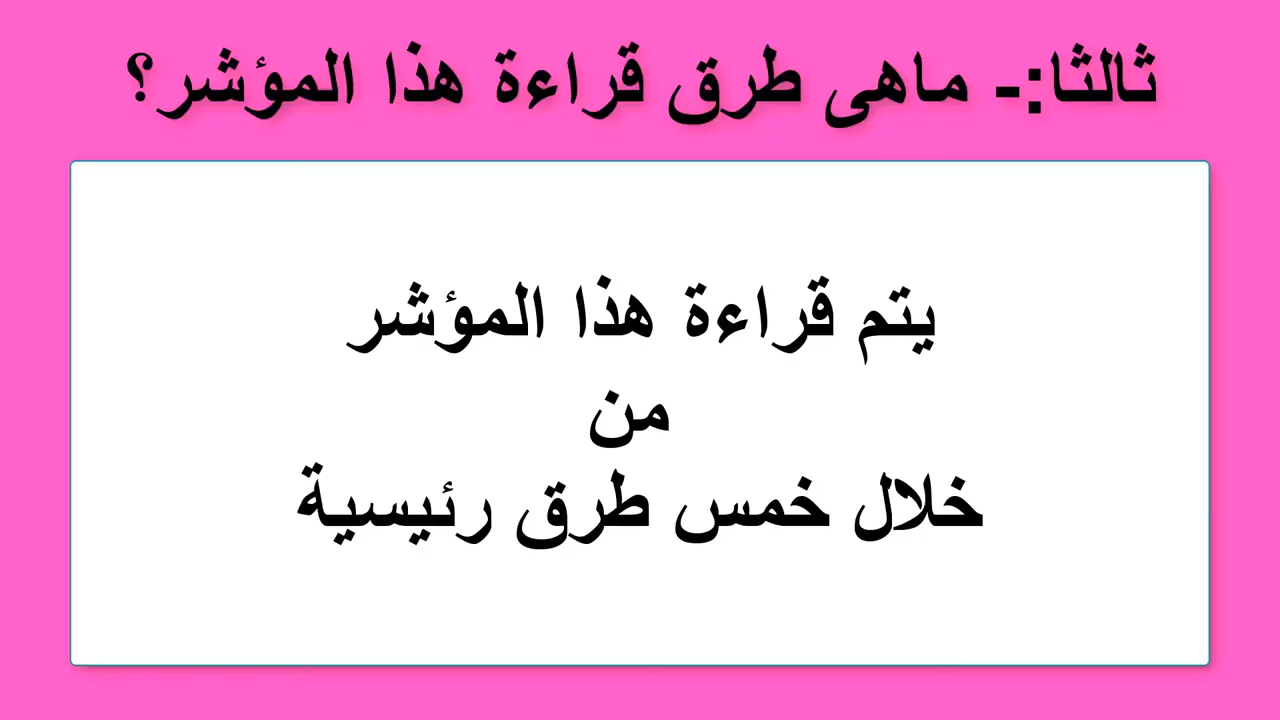 ثالثا:- ماهى طرق قراءة هذا المؤشر؟
يتم قراءة هذا المؤشر
من
خلال خمس طرق رئيسية